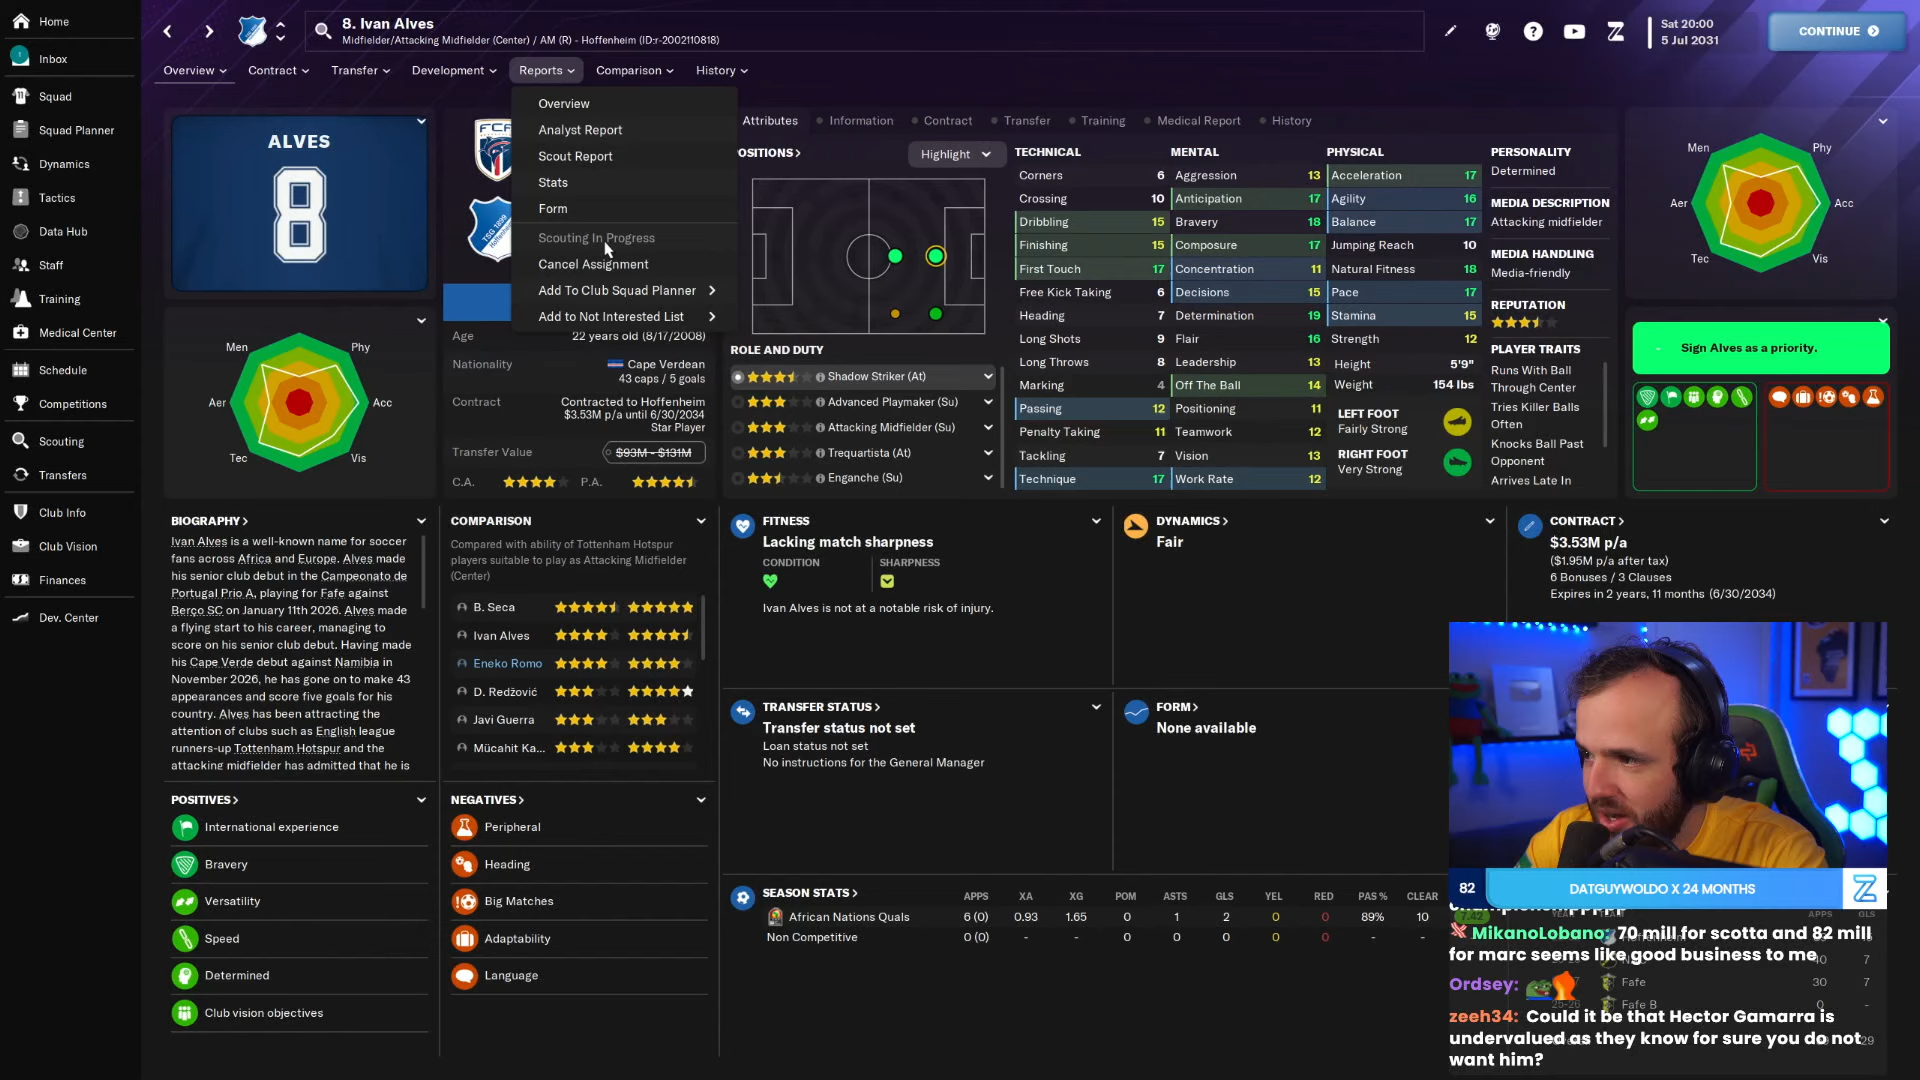 Home
Inbox
Squad
Squad Planner
Dynamics
Tactics
Data Hub
Staff
Training
Medical Center
Schedule
Competitions
Scouting
Transfers
Club Info
Club Vision
Finances
Dev. Center
8. Ivan Alves
Midfielder/Attacking Midfielder (Center) / AM (R) - Hoffenheim (ID:r-2002110818)
Sat 20:00
5 Jul 2031
CONTINUE
Overview
Contract
Transfer
Development
Reports
Comparison
History
ALVES
8
Overview
Analyst Report
Scout Report
Stats
Form
Scouting In Progress
Cancel Assignment
Add To Club Squad Planner
Add to Not Interested List
Men
Phy
Aer
Acc
Tec
Vis
Age
22 years old (8/17/2008)
Nationality
Cape Verdean
43 caps / 5 goals
Contract
Contracted to Hoffenheim
$3.53M p/a until 6/30/2034
Star Player
Transfer Value
$93M - $131M
C.A.
P.A.
Attributes
Information
Contract
Transfer
Training
Medical Report
History
OSITIONS
Highlight
ROLE AND DUTY
Shadow Striker (At)
Advanced Playmaker (Su)
Attacking Midfielder (Su)
Trequartista (At)
Enganche (Su)
TECHNICAL
Corners 6
Crossing 10
Dribbling 15
Finishing 15
First Touch 17
Free Kick Taking 6
Heading 7
Long Shots 9
Long Throws 8
Marking 4
Passing 12
Penalty Taking 11
Tackling 7
Technique 17
MENTAL
Aggression 13
Anticipation 17
Bravery 18
Composure 17
Concentration 11
Decisions 15
Determination 19
Flair 16
Leadership 13
Off The Ball 14
Positioning 11
Teamwork 12
Vision 13
Work Rate 12
PHYSICAL
Acceleration 17
Agility 16
Balance 17
Jumping Reach 10
Natural Fitness 18
Pace 17
Stamina 15
Strength 12
Height 5'9"
Weight 154 lbs
LEFT FOOT
Fairly Strong
RIGHT FOOT
Very Strong
PERSONALITY
Determined
MEDIA DESCRIPTION
Attacking midfielder
MEDIA HANDLING
Media-friendly
REPUTATION
PLAYER TRAITS
Runs With Ball
Through Center
Tries Killer Balls
Often
Knocks Ball Past
Opponent
Arrives Late In
Men
Phy
Aer
Acc
Tec
Vis
Sign Alves as a priority.
BIOGRAPHY
Ivan Alves is a well-known name for soccer
fans across Africa and Europe. Alves made
his senior club debut in the Campeonato de
Portugal Prio A, playing for Fafe against
Berço SC on January 11th 2026. Alves made
a flying start to his career, managing to
score on his senior club debut. Having made
his Cape Verde debut against Namibia in
November 2026, he has gone on to make 43
appearances and score five goals for his
country. Alves has been attracting the
attention of clubs such as English league
runners-up Tottenham Hotspur and the
attacking midfielder has admitted that he is
COMPARISON
Compared with ability of Tottenham Hotspur
players suitable to play as Attacking Midfielder
(Center)
B. Seca
Ivan Alves
Eneko Romo
D. Redžović
Javi Guerra
Mücahit Ka...
FITNESS
Lacking match sharpness
CONDITION
SHARPNESS
Ivan Alves is not at a notable risk of injury.
DYNAMICS
Fair
CONTRACT
$3.53M p/a
($1.95M p/a after tax)
6 Bonuses / 3 Clauses
Expires in 2 years, 11 months (6/30/2034)
TRANSFER STATUS
Transfer status not set
Loan status not set
No instructions for the General Manager
FORM
None available
POSITIVES
International experience
Bravery
Versatility
Speed
Determined
Club vision objectives
NEGATIVES
Peripheral
Heading
Big Matches
Adaptability
Language
SEASON STATS
APPS XA XG POM ASTS GLS YEL RED PAS % CLEAR
African Nations Quals 6 (0) 0.93 1.65 0 1 2 0 0 89% 10
Non Competitive 0 (0) - - 0 0 0 0 0 - -
82
DATGUYWOLDO X 24 MONTHS
7.42
APPS GLS
MikanoLobano: 70 mill for scotta and 82 mill
for marc seems like good business to me
Ordsey:
Fafe 30 7
25-26 Fafe B 0 -
zeeh34: Could it be that Hector Gamarra is
undervalued as they know for sure you do not
want him?
29